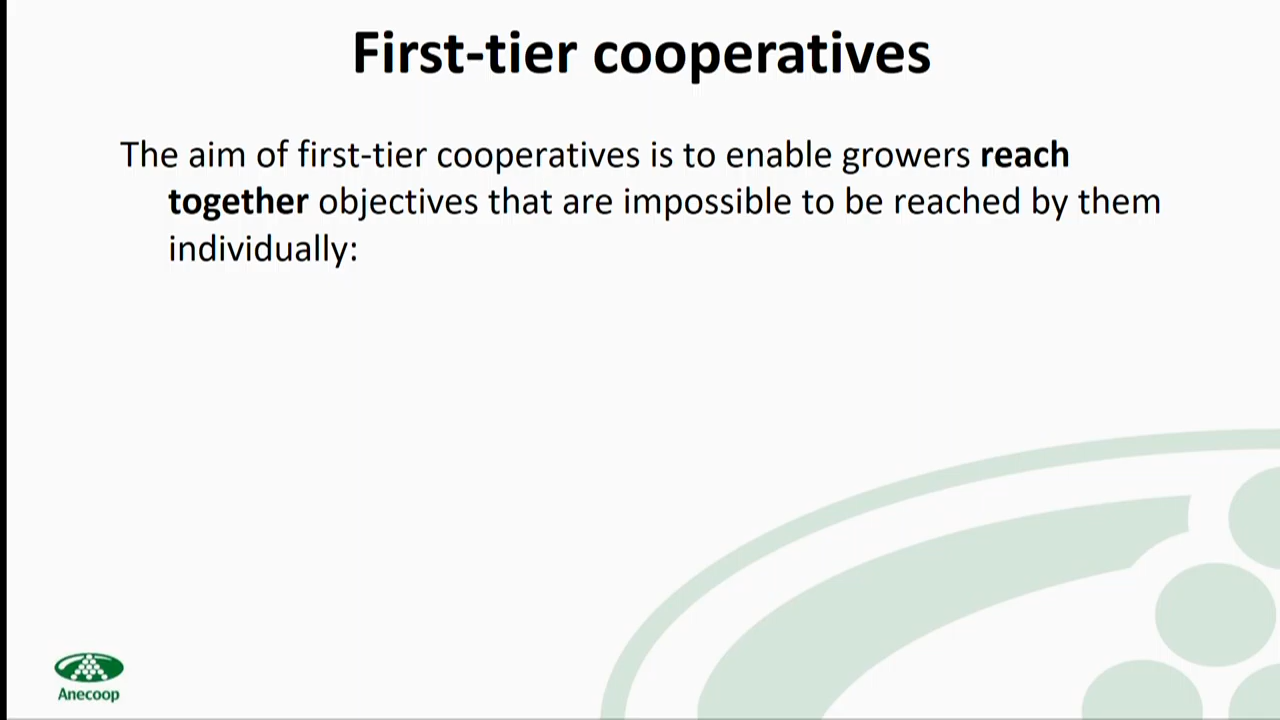 First-tier cooperatives
The aim of first-tier cooperatives is to enable growers reach
together objectives that are impossible to be reached by them
individually:
Anecoop